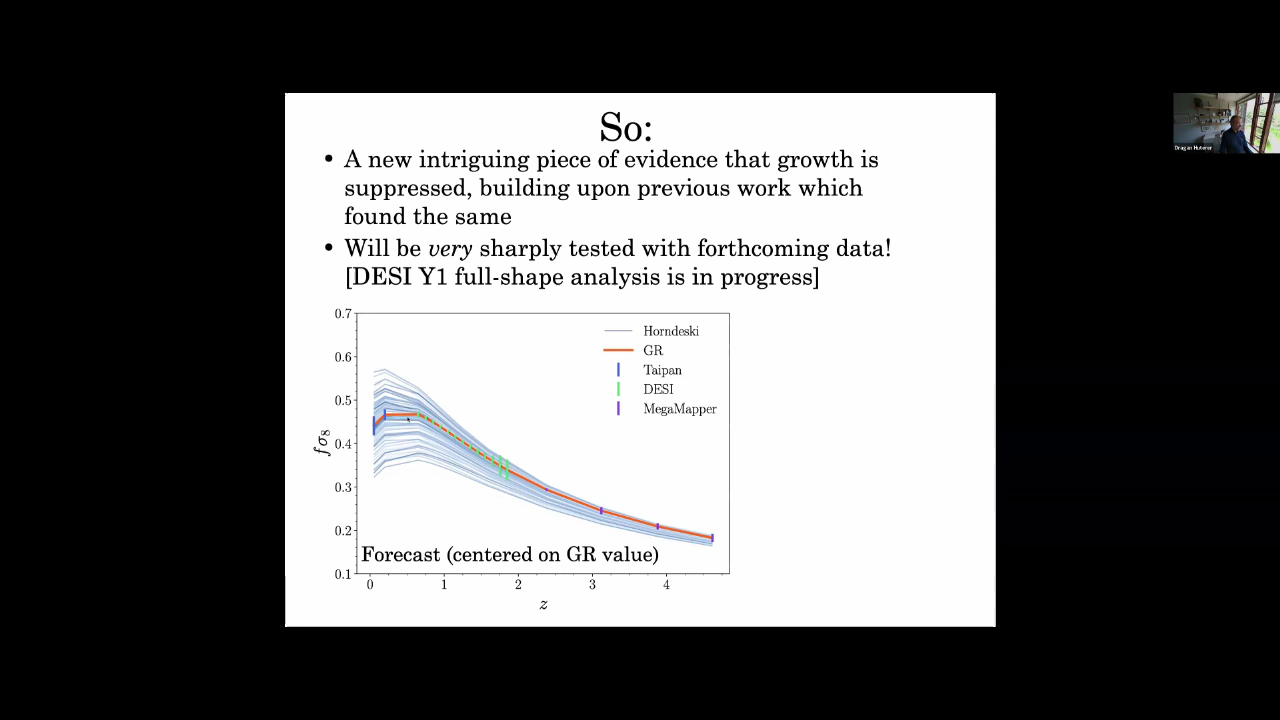 So:
• A new intriguing piece of evidence that growth is
suppressed, building upon previous work which
found the same
• Will be very sharply tested with forthcoming data!
[DESI Y1 full-shape analysis is in progress]
0.7
0.6
0.5
0.4
0.3
0.2
0.1
fσ8
Horndeski
GR
Taipan
DESI
MegaMapper
Forecast (centered on GR value)
0 1 2 3 4
z
Dragan Huterer